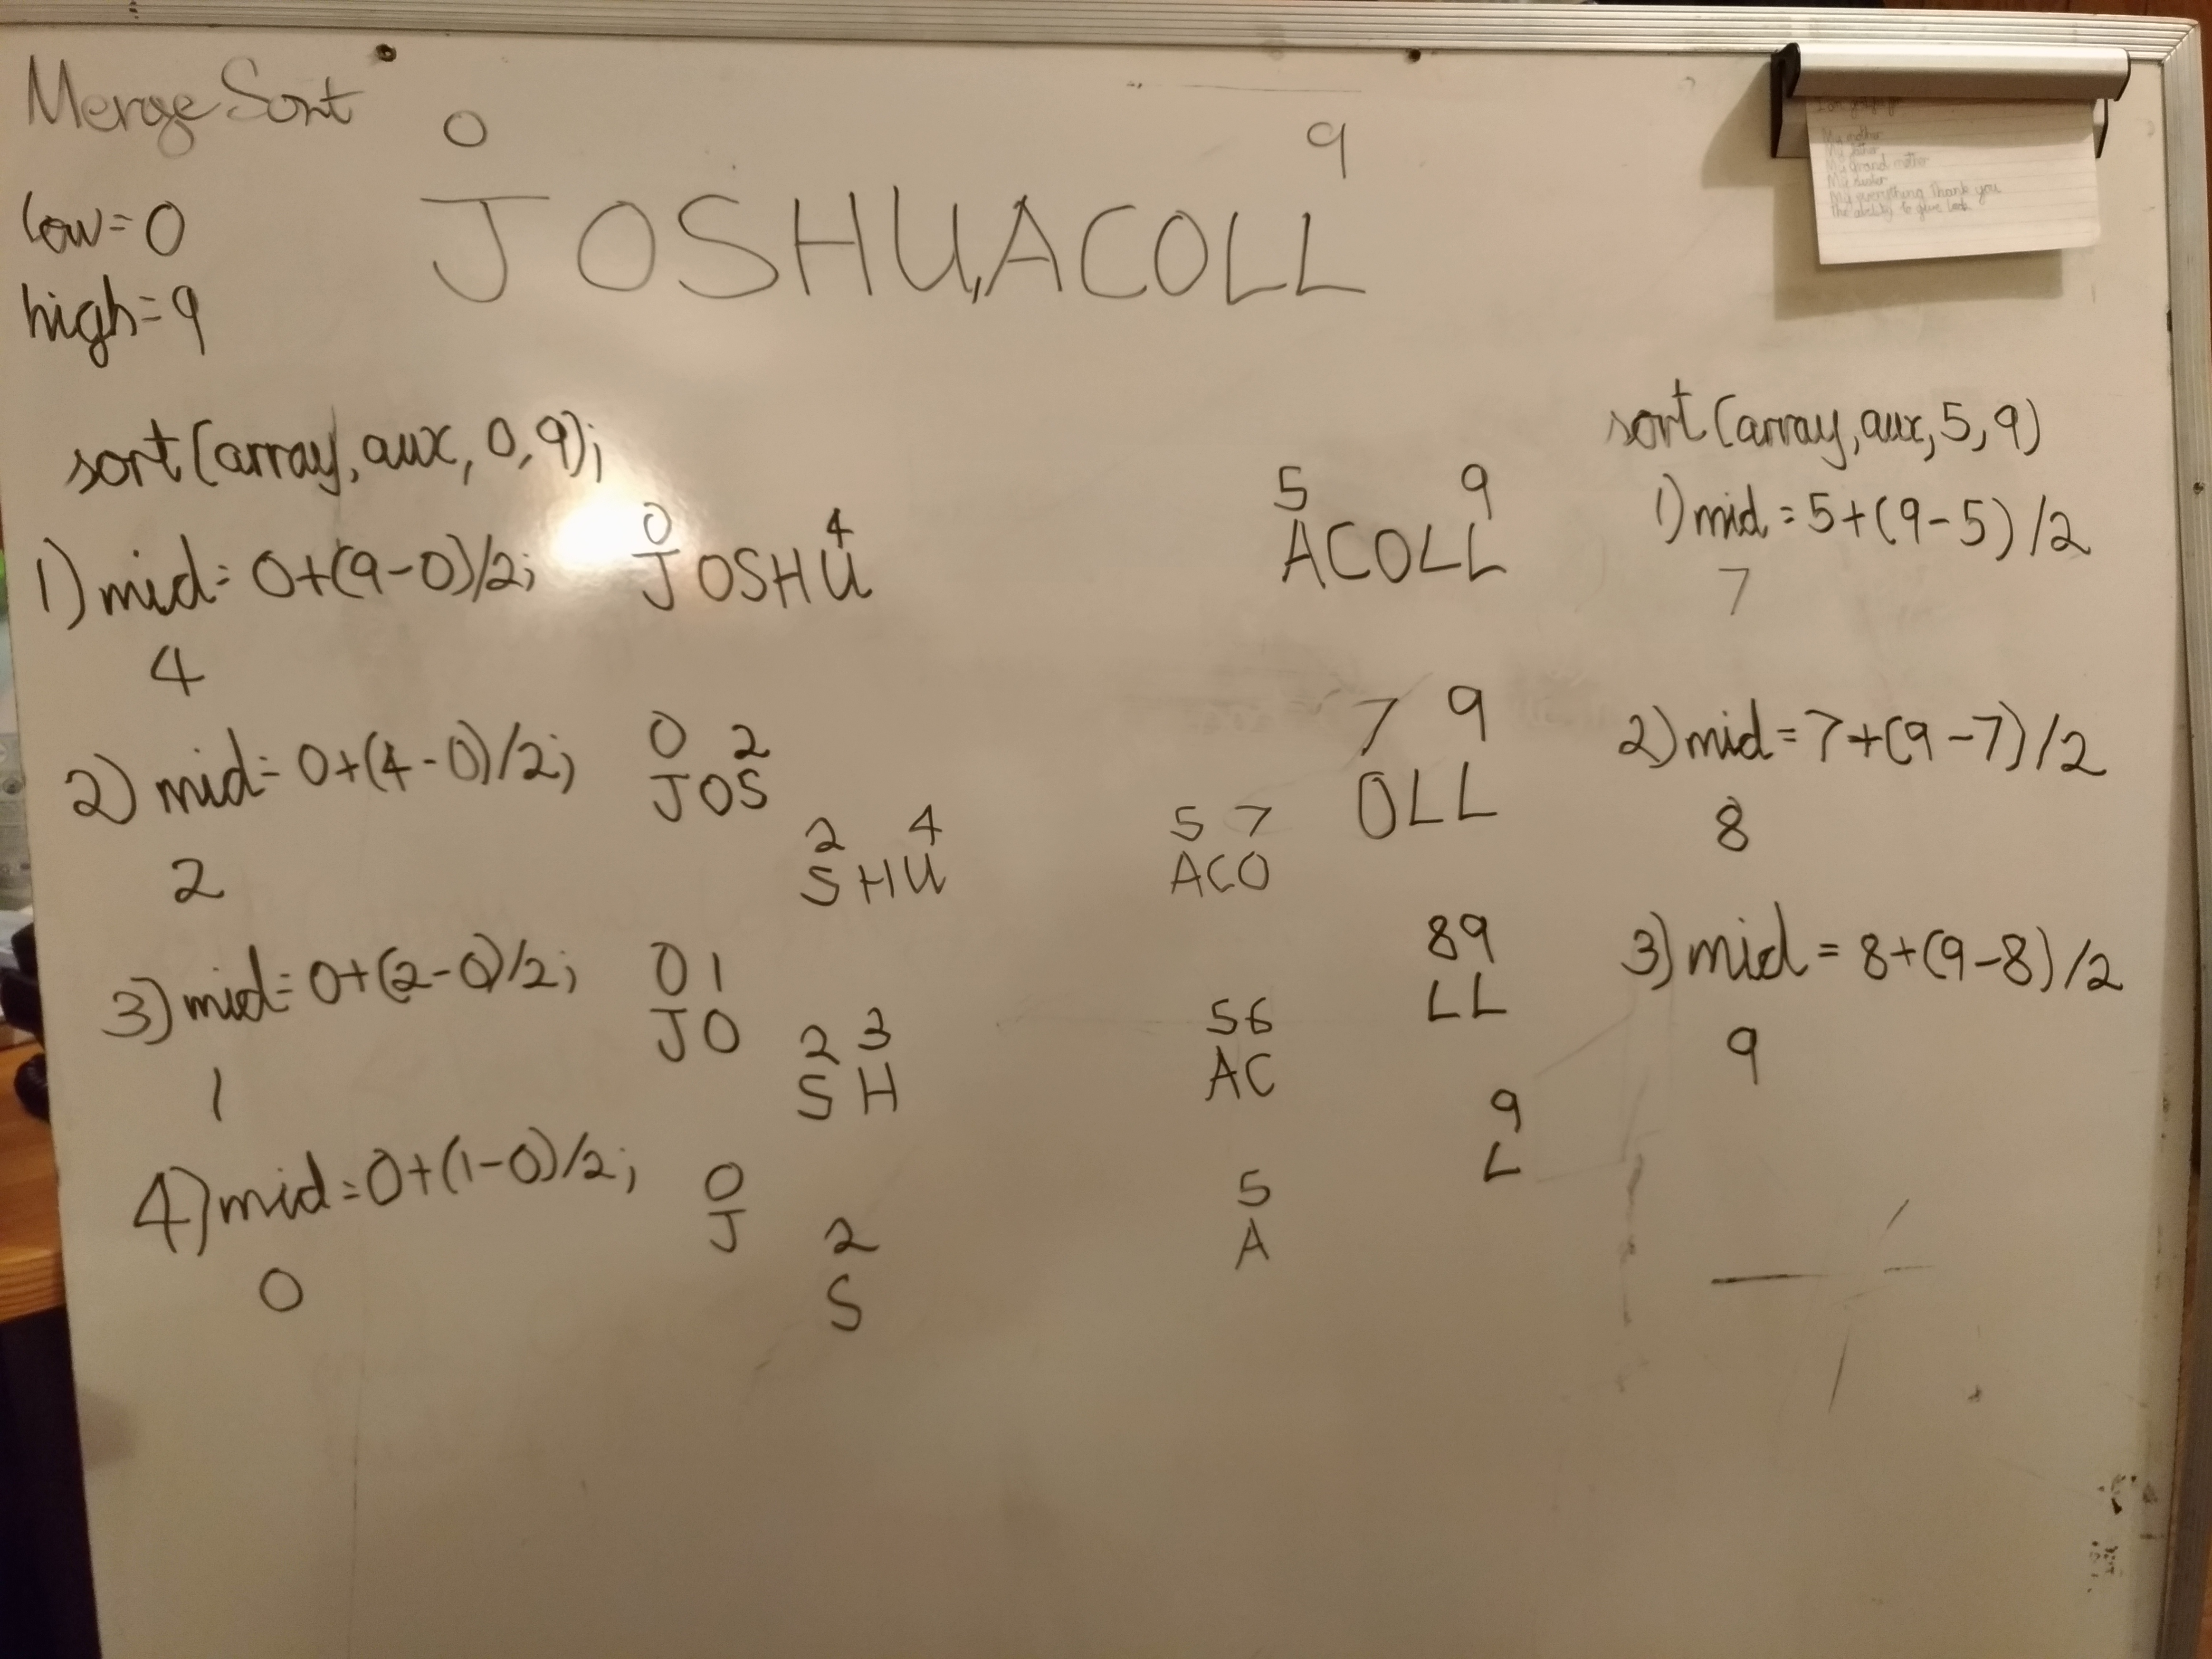 Merge Sort
0 9
low=0
JOSHU,ACOLL
high=9
sort(array, aux, 0, 9);
sort(array, aux, 5, 9)
1) mid= 0+(9-0)/2;
4
0 4
JOSHU
5 9
ACOLL
1) mid = 5+(9-5)/2
7
2) mid= 0+(4-0)/2;
2
0 2
JOS
2 4
SHU
5 7
ACO
7 9
OLL
2) mid = 7+(9-7)/2
8
3) mid= 0+(2-0)/2;
1
0 1
JO
2 3
SH
5 6
AC
8 9
LL
3) mid = 8+(9-8)/2
9
4) mid=0+(1-0)/2;
0
0
J
2
S
5
A
9
L
My mother
My father
My Grand mother
My sister
My everything Thank you
The ability to give